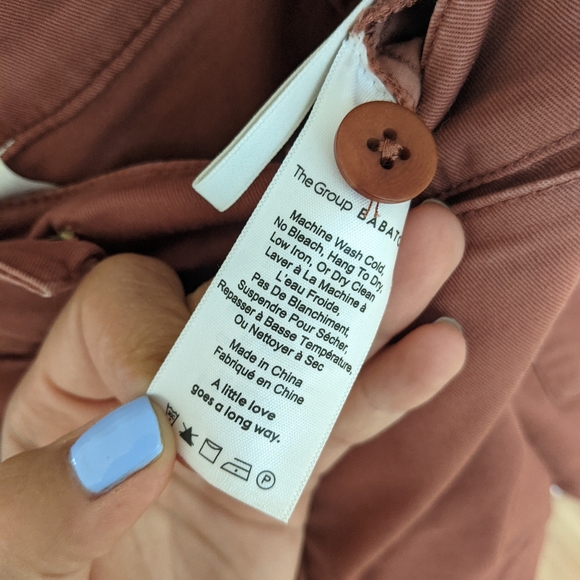 The Group BABATO
Machine Wash Cold,
No Bleach, Hang To Dry,
Low Iron, Or Dry Clean
Laver à La Machine à
L'eau Froide,
Pas De Blanchiment,
Suspendre Pour Sécher,
Repasser à Basse Température,
Ou Nettoyer à Sec
Made in China
Fabriqué en Chine
A little love
goes a long way.
P